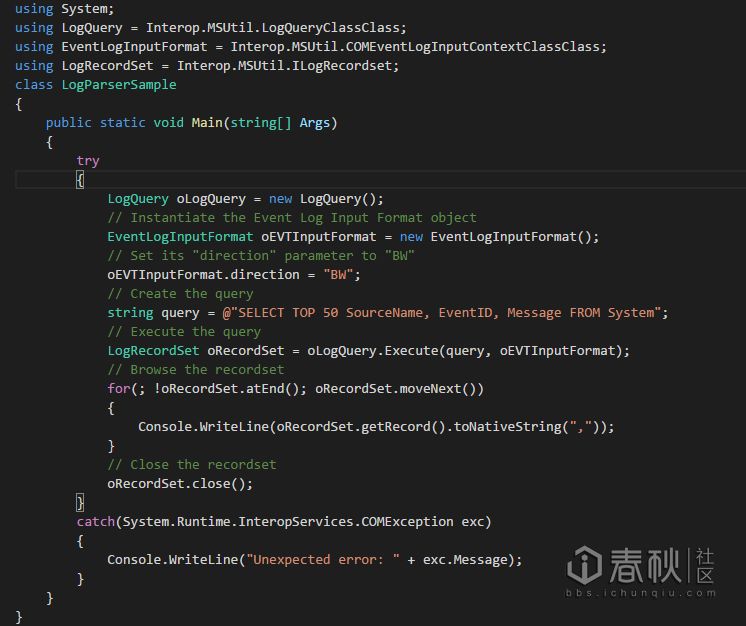 using System;
using LogQuery = Interop.MSUtil.LogQueryClassClass;
using EventLogInputFormat = Interop.MSUtil.COMEventLogInputContextClassClass;
using LogRecordSet = Interop.MSUtil.ILogRecordset;
class LogParserSample
{
    public static void Main(string[] Args)
    {
        try
        {
            LogQuery oLogQuery = new LogQuery();
            // Instantiate the Event Log Input Format object
            EventLogInputFormat oEVTInputFormat = new EventLogInputFormat();
            // Set its "direction" parameter to "BW"
            oEVTInputFormat.direction = "BW";
            // Create the query
            string query = @"SELECT TOP 50 SourceName, EventID, Message FROM System";
            // Execute the query
            LogRecordSet oRecordSet = oLogQuery.Execute(query, oEVTInputFormat);
            // Browse the recordset
            for(; !oRecordSet.atEnd(); oRecordSet.moveNext())
            {
                Console.WriteLine(oRecordSet.getRecord().toNativeString(","));
            }
            // Close the recordset
            oRecordSet.close();
        }
        catch(System.Runtime.InteropServices.COMException exc)
        {
            Console.WriteLine("Unexpected error: " + exc.Message);
        }
    }
}
春秋 社区
bbs.ichunqiu.com